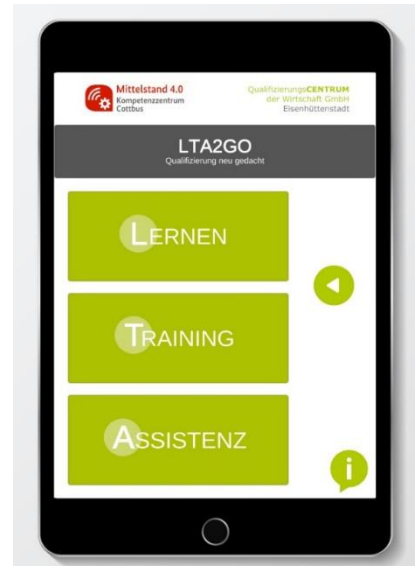 Mittelstand 4.0
Kompetenzzentrum
Cottbus
QualifizierungsCENTRUM
der Wirtschaft GmbH
Eisenhüttenstadt
LTA2GO
Qualifizierung neu gedacht
LERNEN
TRAINING
ASSISTENZ
i